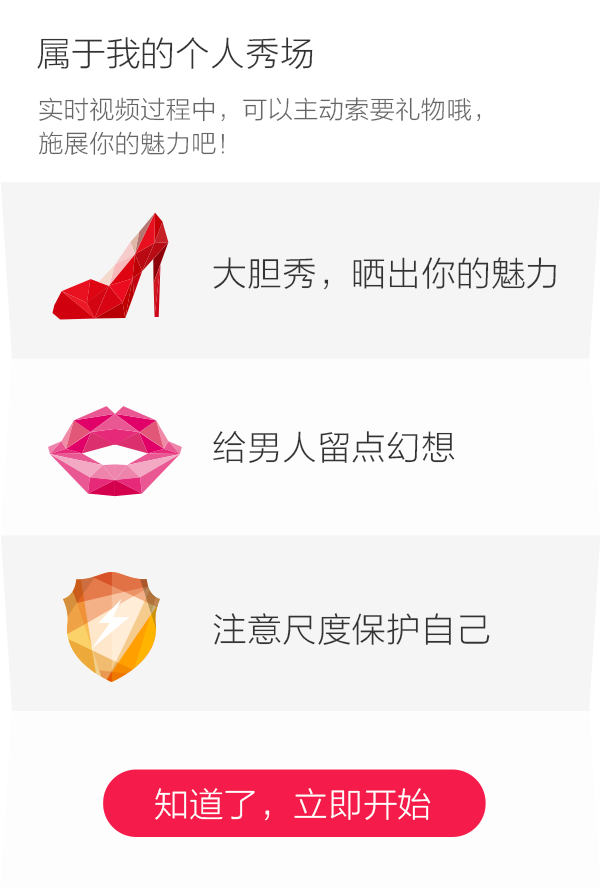 属于我的个人秀场
实时视频过程中，可以主动索要礼物哦，
施展你的魅力吧！
大胆秀，晒出你的魅力
给男人留点幻想
注意尺度保护自己
知道了，立即开始